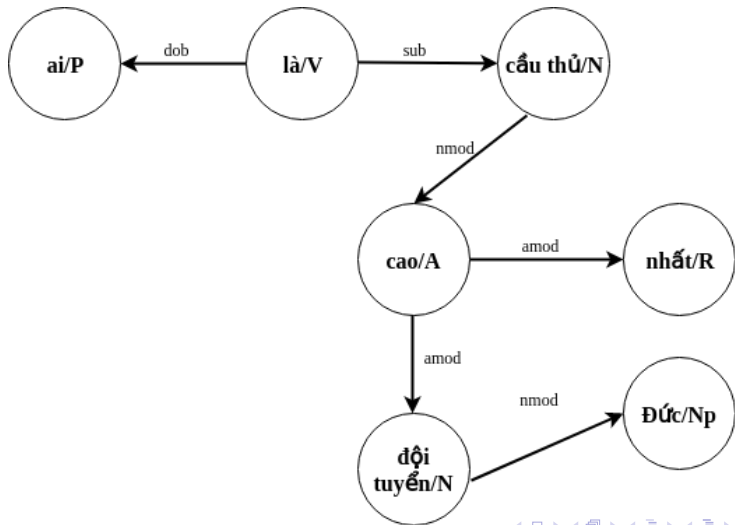 dob
sub
ai/P
là/V
cầu thủ/N
nmod
cao/A
amod
nhất/R
amod
nmod
Đức/Np
đội
tuyển/N